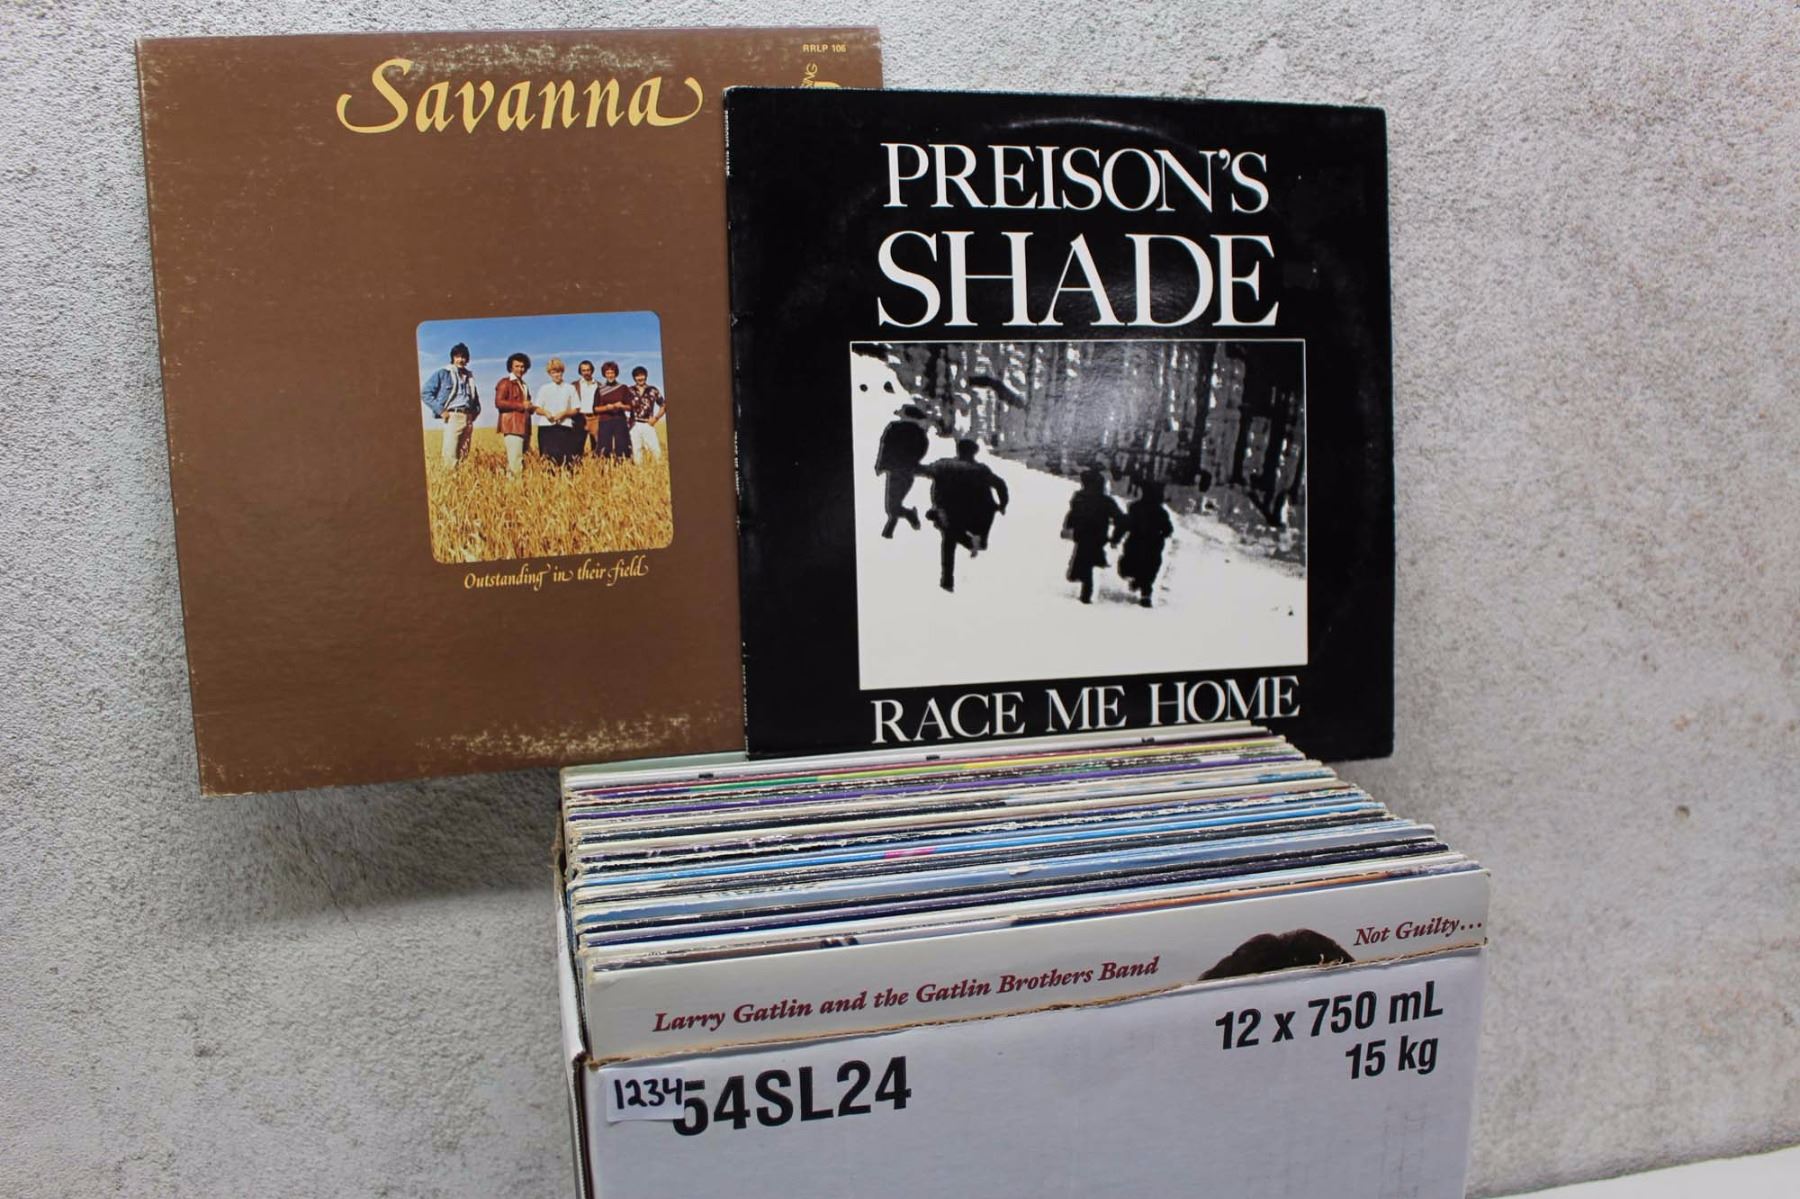 Savanna
RRLP 106
Outstanding in their field
PREISON'S
SHADE
RACE ME HOME
Larry Gatlin and the Gatlin Brothers Band
Not Guilty...
12 x 750 mL
15 kg
1234
54SL24